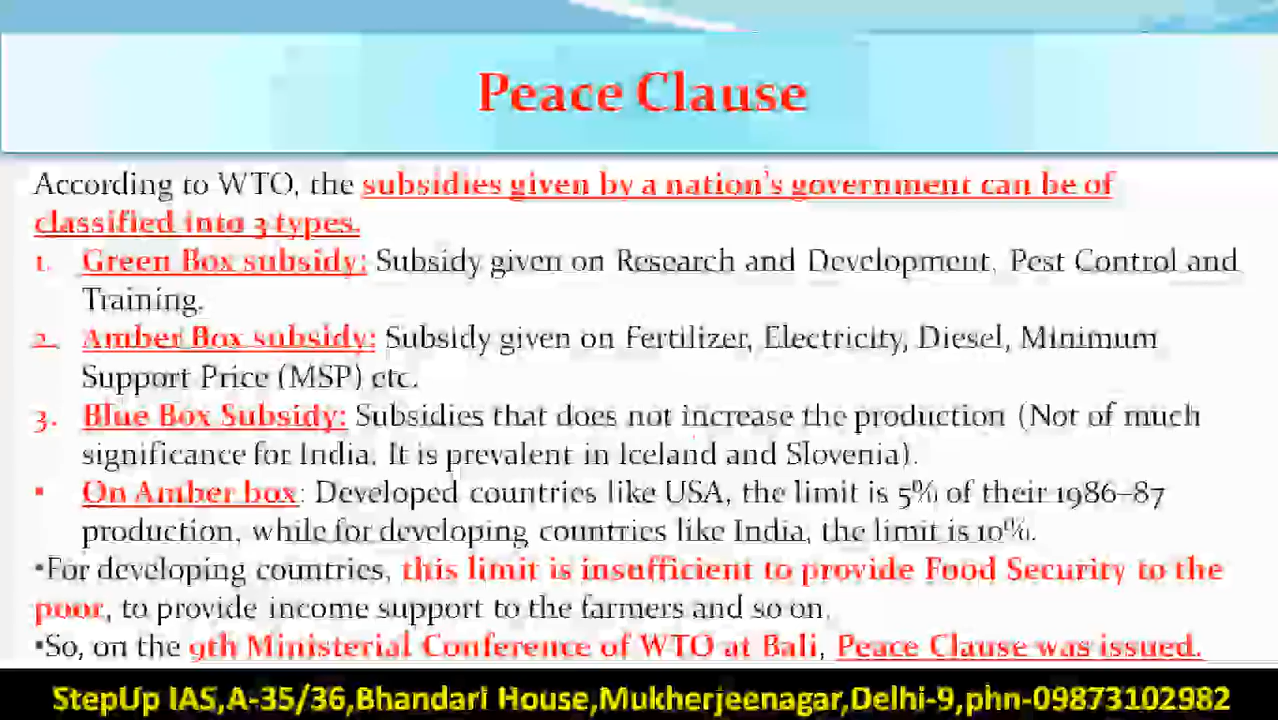 Peace Clause
According to WTO, the subsidies given by a nation's government can be of
classified into 3 types.
1. Green Box subsidy: Subsidy given on Research and Development, Pest Control and
Training.
2. Amber Box subsidy: Subsidy given on Fertilizer, Electricity, Diesel, Minimum
Support Price (MSP) etc.
3. Blue Box Subsidy: Subsidies that does not increase the production (Not of much
significance for India. It is prevalent in Iceland and Slovenia).
• On Amber box: Developed countries like USA, the limit is 5% of their 1986–87
production, while for developing countries like India, the limit is 10%.
•For developing countries, this limit is insufficient to provide Food Security to the
poor, to provide income support to the farmers and so on.
•So, on the 9th Ministerial Conference of WTO at Bali, Peace Clause was issued.
StepUp IAS,A-35/36,Bhandari House,Mukherjeenagar,Delhi-9,phn-09873102982